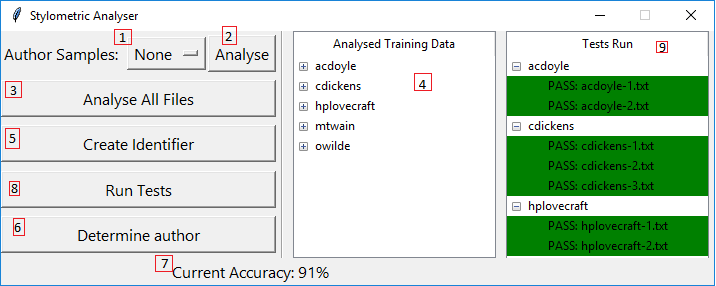 Stylometric Analyser
1
2
Author Samples: None Analyse
3
Analyse All Files
5
Create Identifier
8
Run Tests
6
Determine author
7
Current Accuracy: 91%
Analysed Training Data
4
acdoyle
cdickens
hplovecraft
mtwain
owilde
Tests Run
9
acdoyle
PASS: acdoyle-1.txt
PASS: acdoyle-2.txt
cdickens
PASS: cdickens-1.txt
PASS: cdickens-2.txt
PASS: cdickens-3.txt
hplovecraft
PASS: hplovecraft-1.txt
PASS: hplovecraft-2.txt